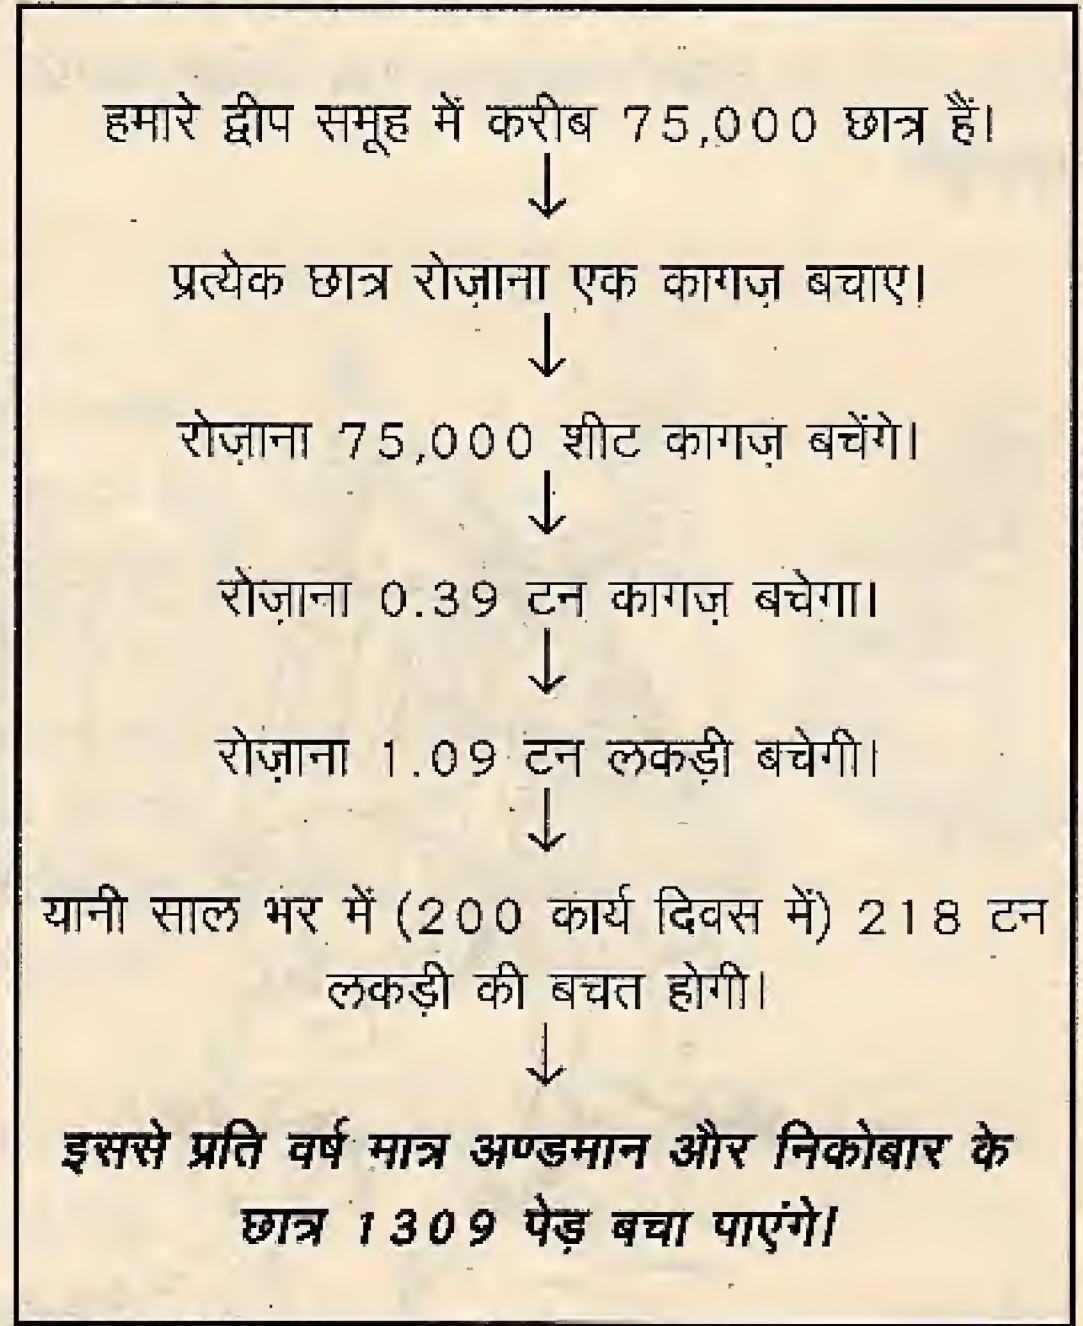 हमारे द्वीप समूह में करीब 75,000 छात्र हैं।
↓
प्रत्येक छात्र रोज़ाना एक कागज़ बचाए।
↓
रोज़ाना 75,000 शीट कागज़ बचेंगे।
↓
रोज़ाना 0.39 टन कागज़ बचेगा।
↓
रोज़ाना 1.09 टन लकड़ी बचेगी।
↓
यानी साल भर में (200 कार्य दिवस में) 218 टन
लकड़ी की बचत होगी।
↓
इससे प्रति वर्ष मात्र अण्डमान और निकोबार के
छात्र 1309 पेड़ बचा पाएंगे।